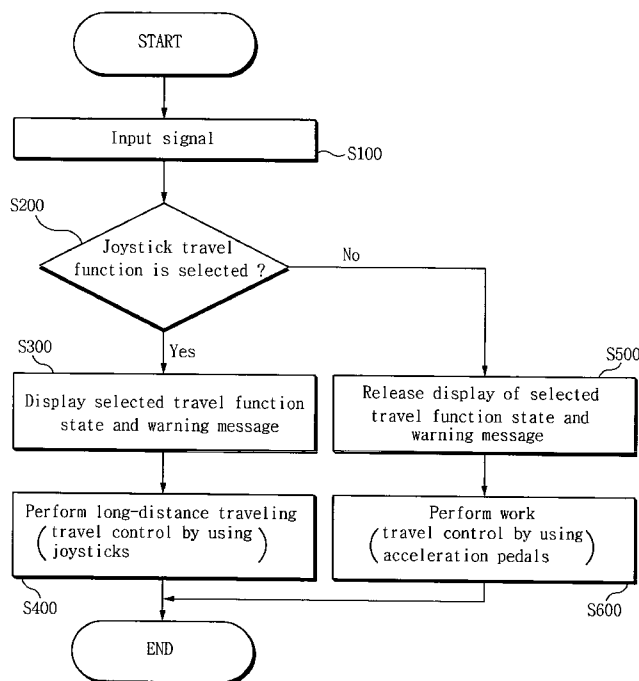 START
Input signal
S100
S200
Joystick travel
function is selected ?
No
Yes
S300
Display selected travel function
state and warning message
S500
Release display of selected
travel function state and
warning message
Perform long-distance traveling
(travel control by using
joysticks)
S400
Perform work
(travel control by using
acceleration pedals)
S600
END